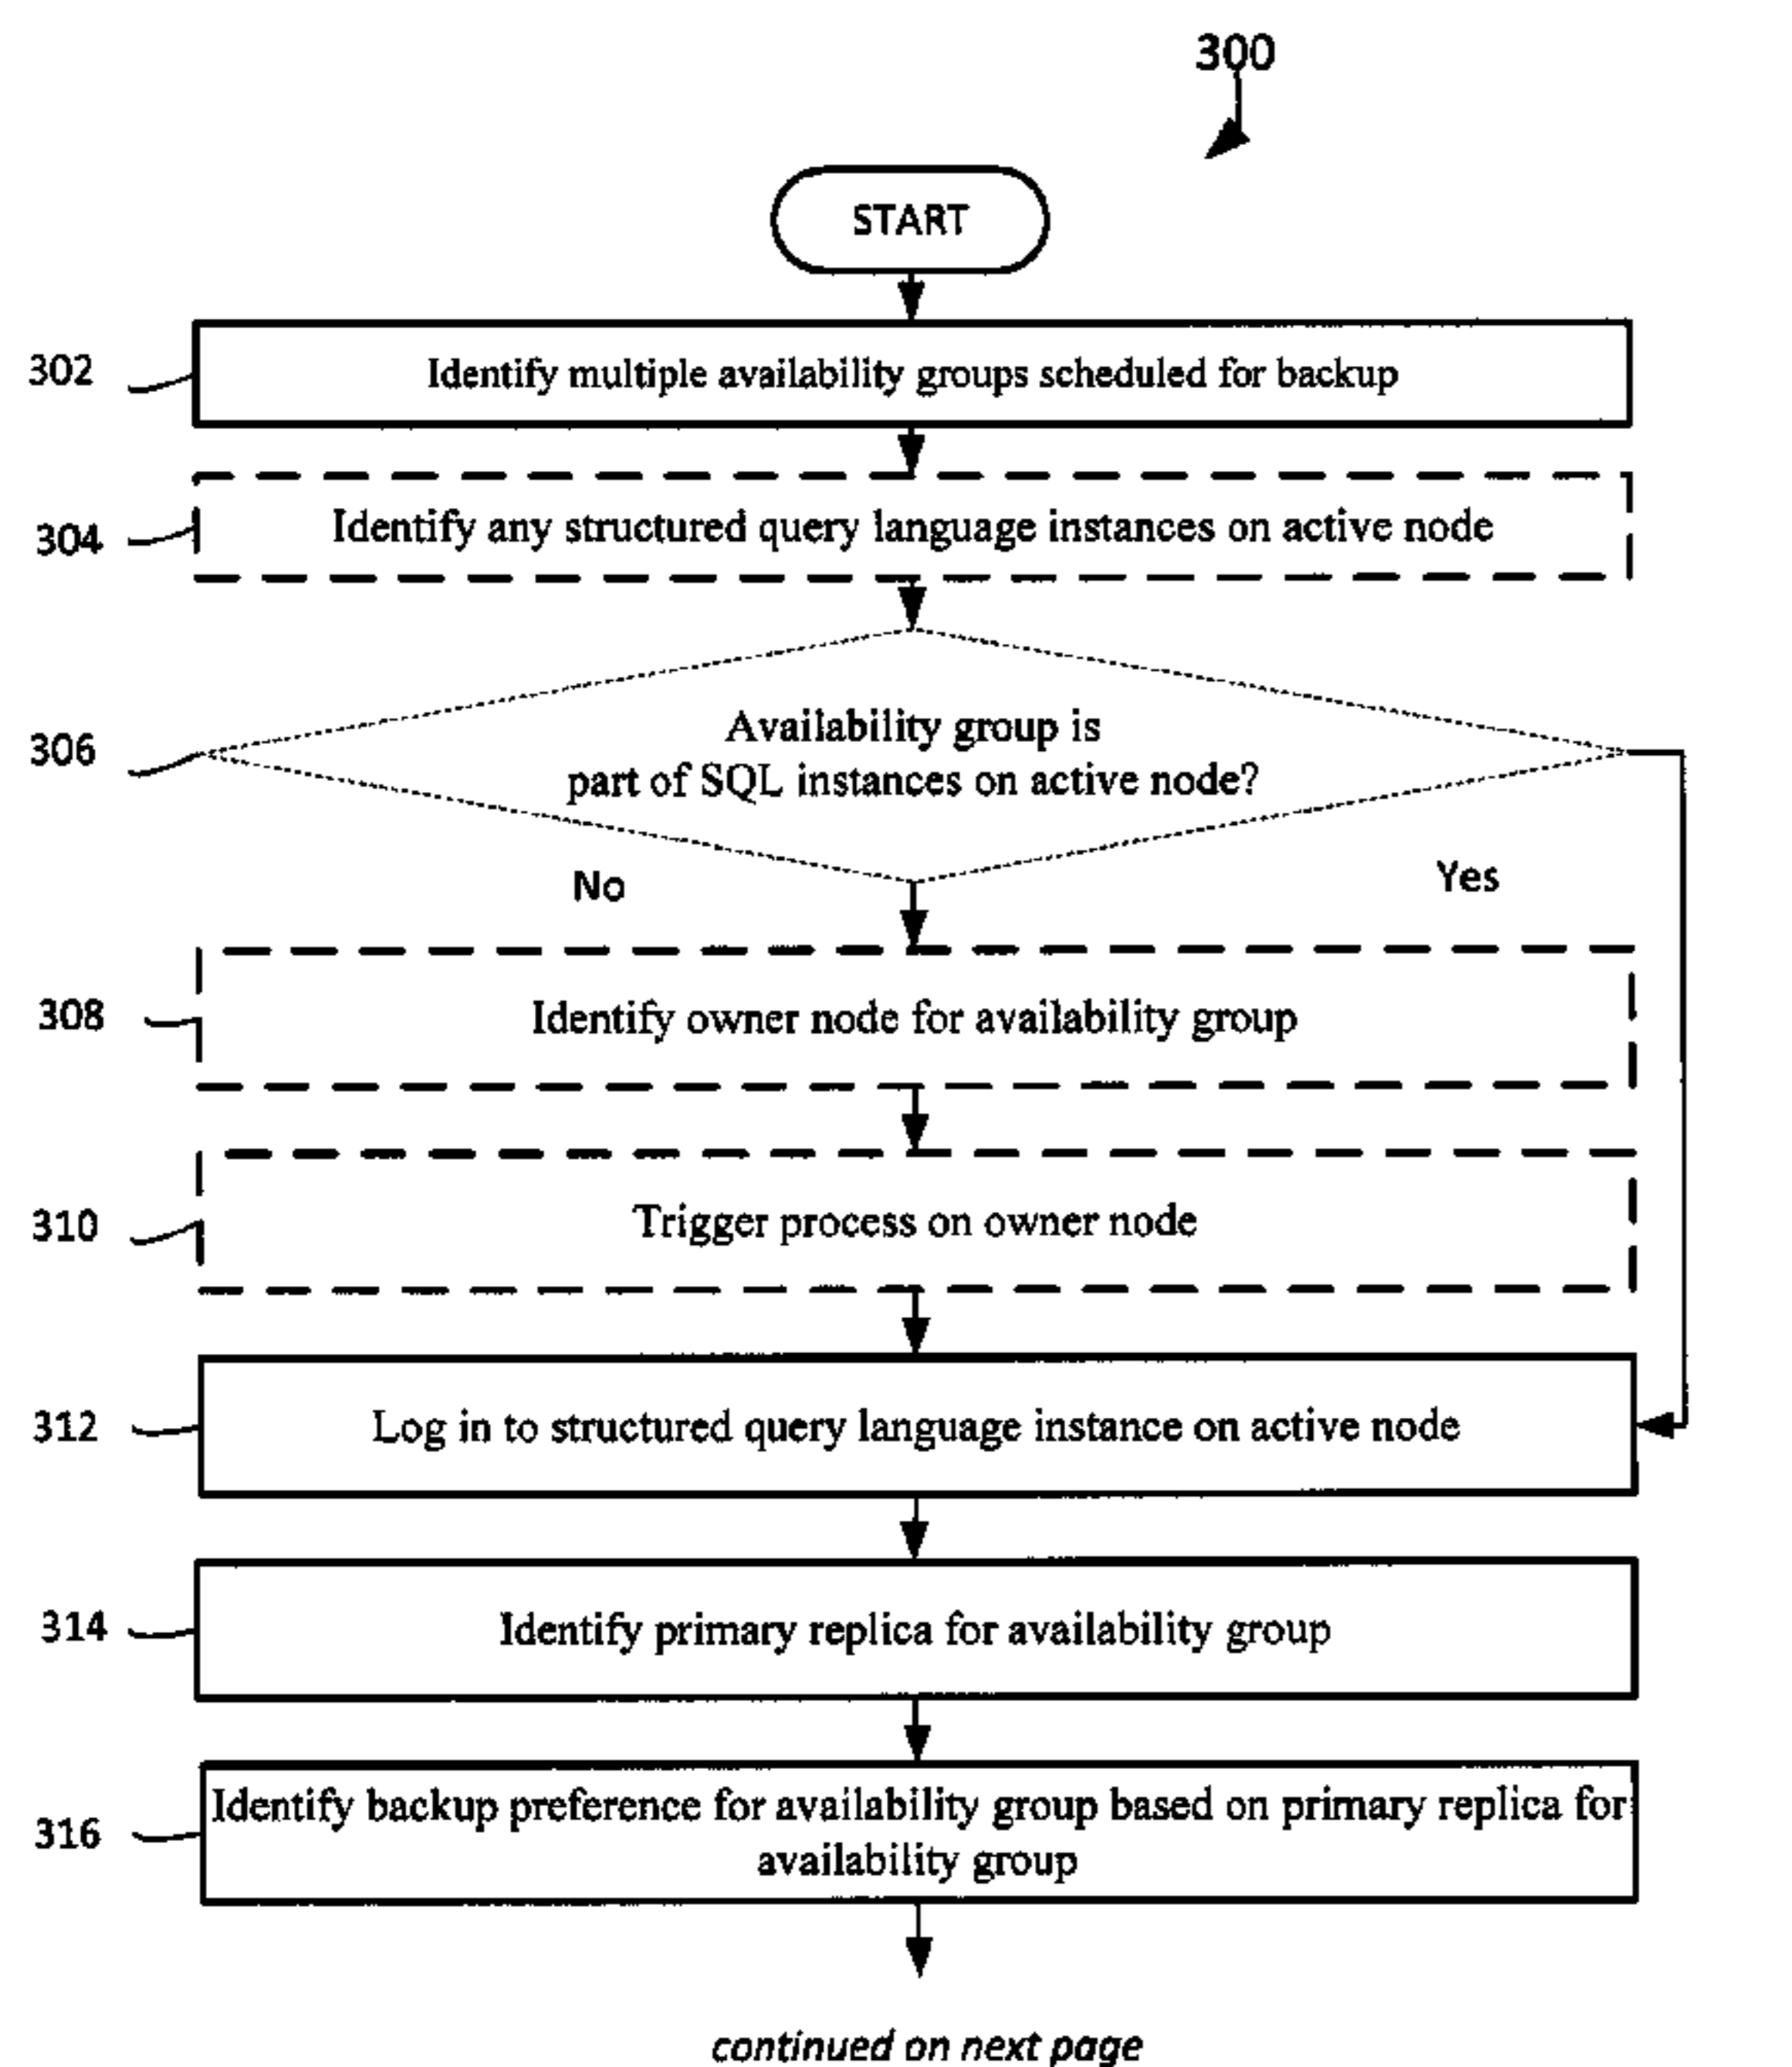 300
START
302
Identify multiple availability groups scheduled for backup
304
Identify any structured query language instances on active node
306
Availability group is
part of SQL instances on active node?
No
Yes
308
Identify owner node for availability group
310
Trigger process on owner node
312
Log in to structured query language instance on active node
314
Identify primary replica for availability group
316
Identify backup preference for availability group based on primary replica for
availability group
continued on next page